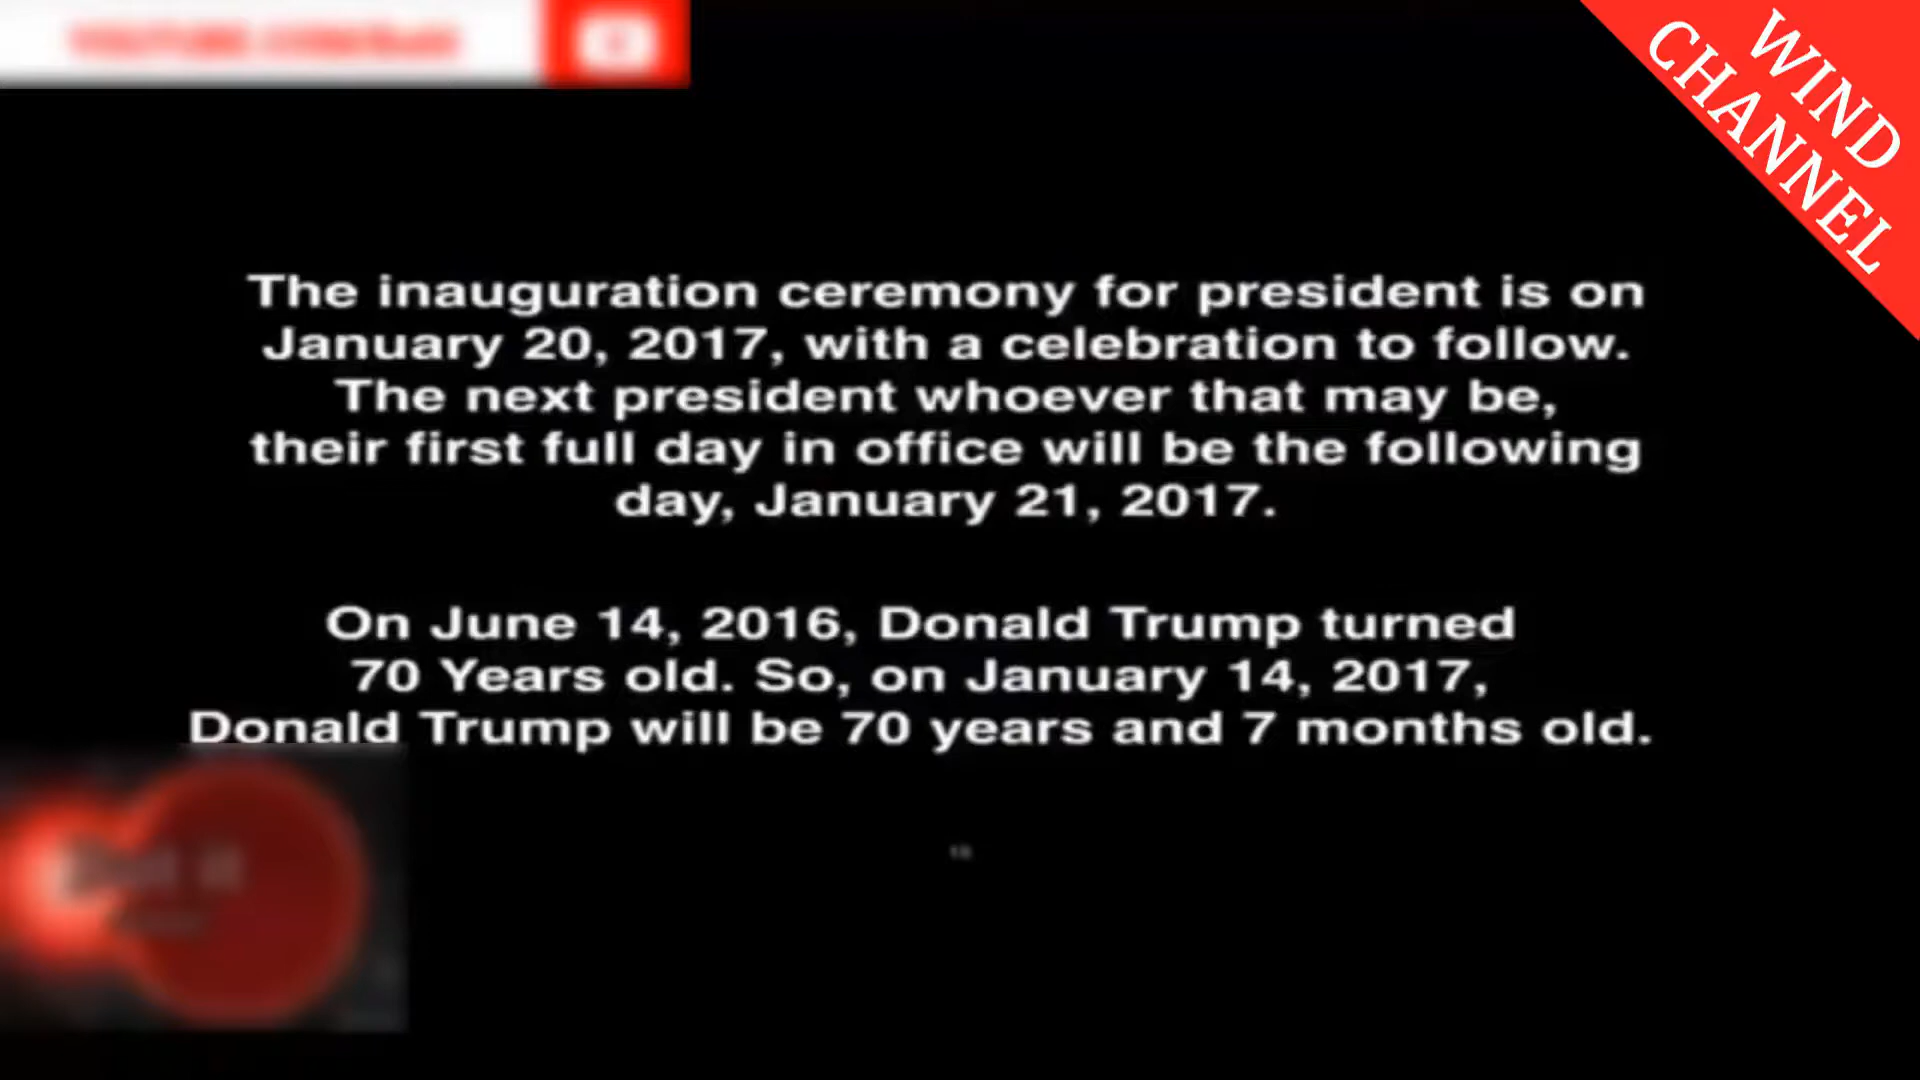 WIND
CHANNEL
The inauguration ceremony for president is on
January 20, 2017, with a celebration to follow.
The next president whoever that may be,
their first full day in office will be the following
day, January 21, 2017.
On June 14, 2016, Donald Trump turned
70 Years old. So, on January 14, 2017,
Donald Trump will be 70 years and 7 months old.